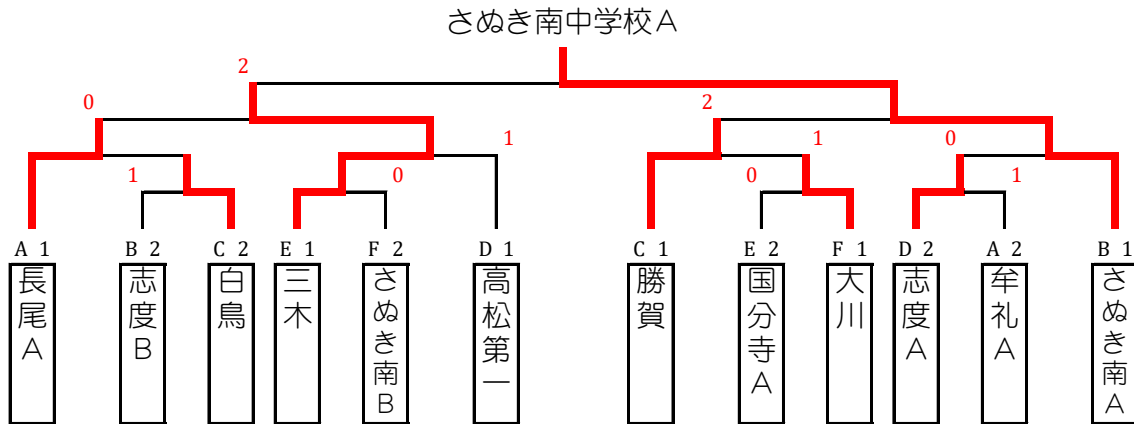 さぬき南中学校A
2
0
2
1
1
0
1
0
0
1
A 1
B 2
C 2
E 1
F 2
D 1
C 1
E 2
F 1
D 2
A 2
B 1
長尾A
志度B
白鳥
三木
さぬき南B
高松第一
勝賀
国分寺A
大川
志度A
牟礼A
さぬき南A